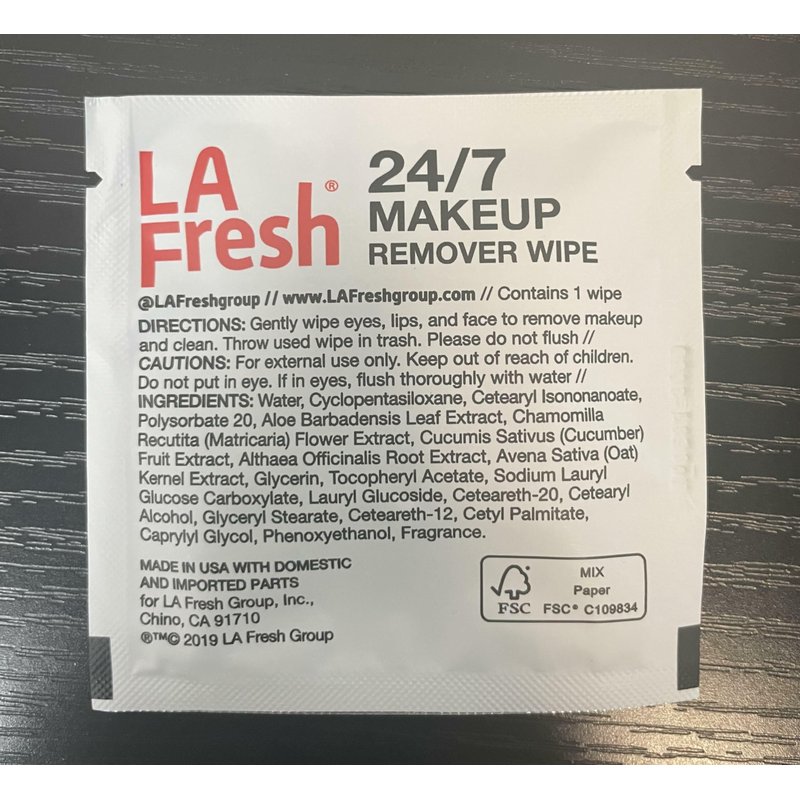 LA
Fresh®
24/7
MAKEUP
REMOVER WIPE
@LAFreshgroup // www.LAFreshgroup.com // Contains 1 wipe
DIRECTIONS: Gently wipe eyes, lips, and face to remove makeup
and clean. Throw used wipe in trash. Please do not flush //
CAUTIONS: For external use only. Keep out of reach of children.
Do not put in eye. If in eyes, flush thoroughly with water //
INGREDIENTS: Water, Cyclopentasiloxane, Cetearyl Isononanoate,
Polysorbate 20, Aloe Barbadensis Leaf Extract, Chamomilla
Recutita (Matricaria) Flower Extract, Cucumis Sativus (Cucumber)
Fruit Extract, Althaea Officinalis Root Extract, Avena Sativa (Oat)
Kernel Extract, Glycerin, Tocopheryl Acetate, Sodium Lauryl
Glucose Carboxylate, Lauryl Glucoside, Ceteareth-20, Cetearyl
Alcohol, Glyceryl Stearate, Ceteareth-12, Cetyl Palmitate,
Caprylyl Glycol, Phenoxyethanol, Fragrance.
MADE IN USA WITH DOMESTIC
AND IMPORTED PARTS
for LA Fresh Group, Inc.,
Chino, CA 91710
®™© 2019 LA Fresh Group
FSC
MIX
Paper
FSC® C109834